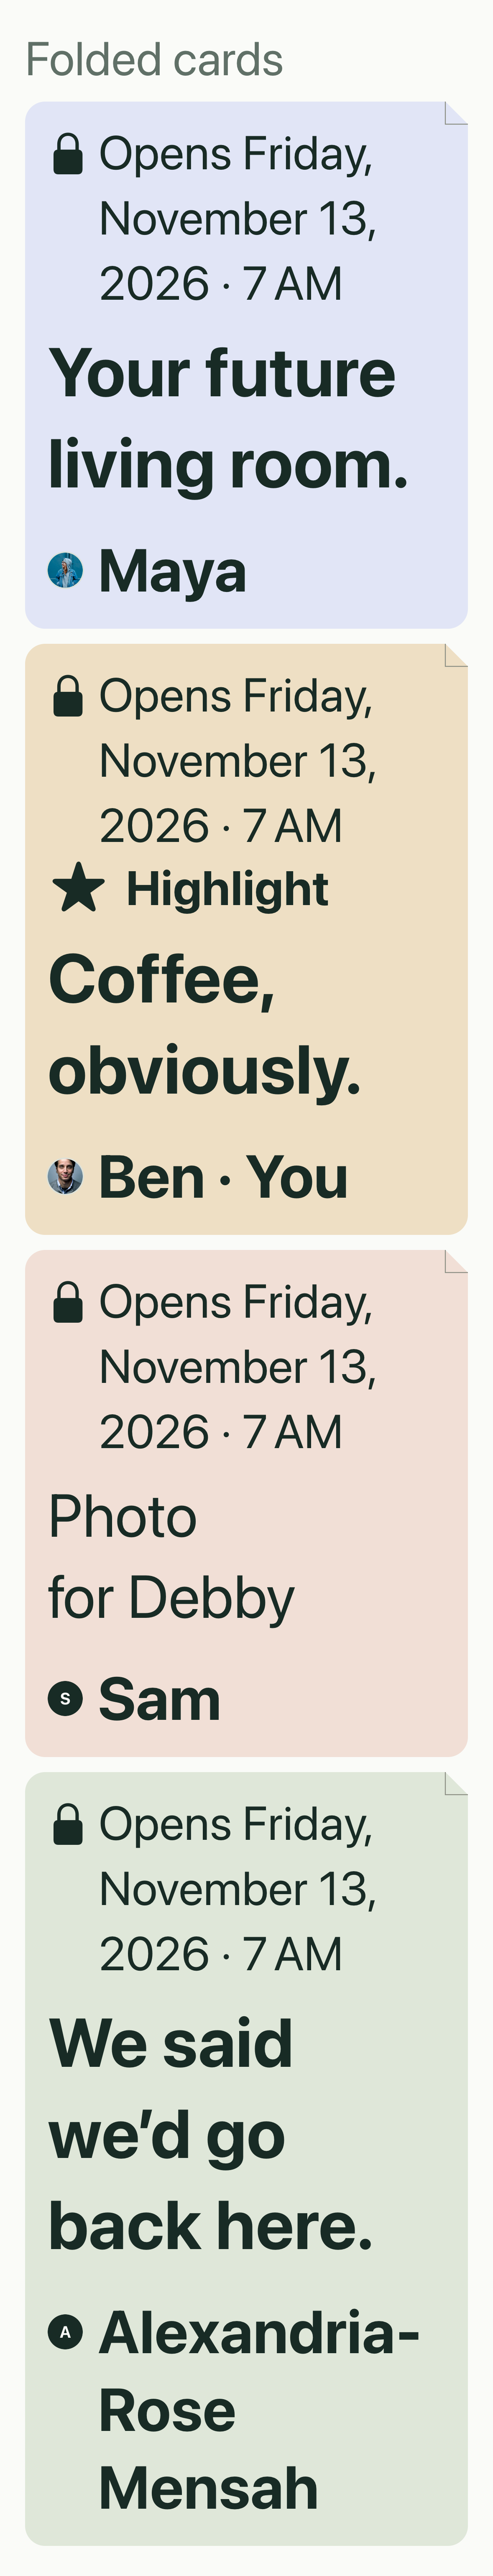 Folded cards
Opens Friday,
November 13,
2026 · 7 AM
Your future
living room.
Maya
Opens Friday,
November 13,
2026 · 7 AM
Highlight
Coffee,
obviously.
Ben · You
Opens Friday,
November 13,
2026 · 7 AM
Photo
for Debby
S Sam
Opens Friday,
November 13,
2026 · 7 AM
We said
we’d go
back here.
A Alexandria-
Rose
Mensah